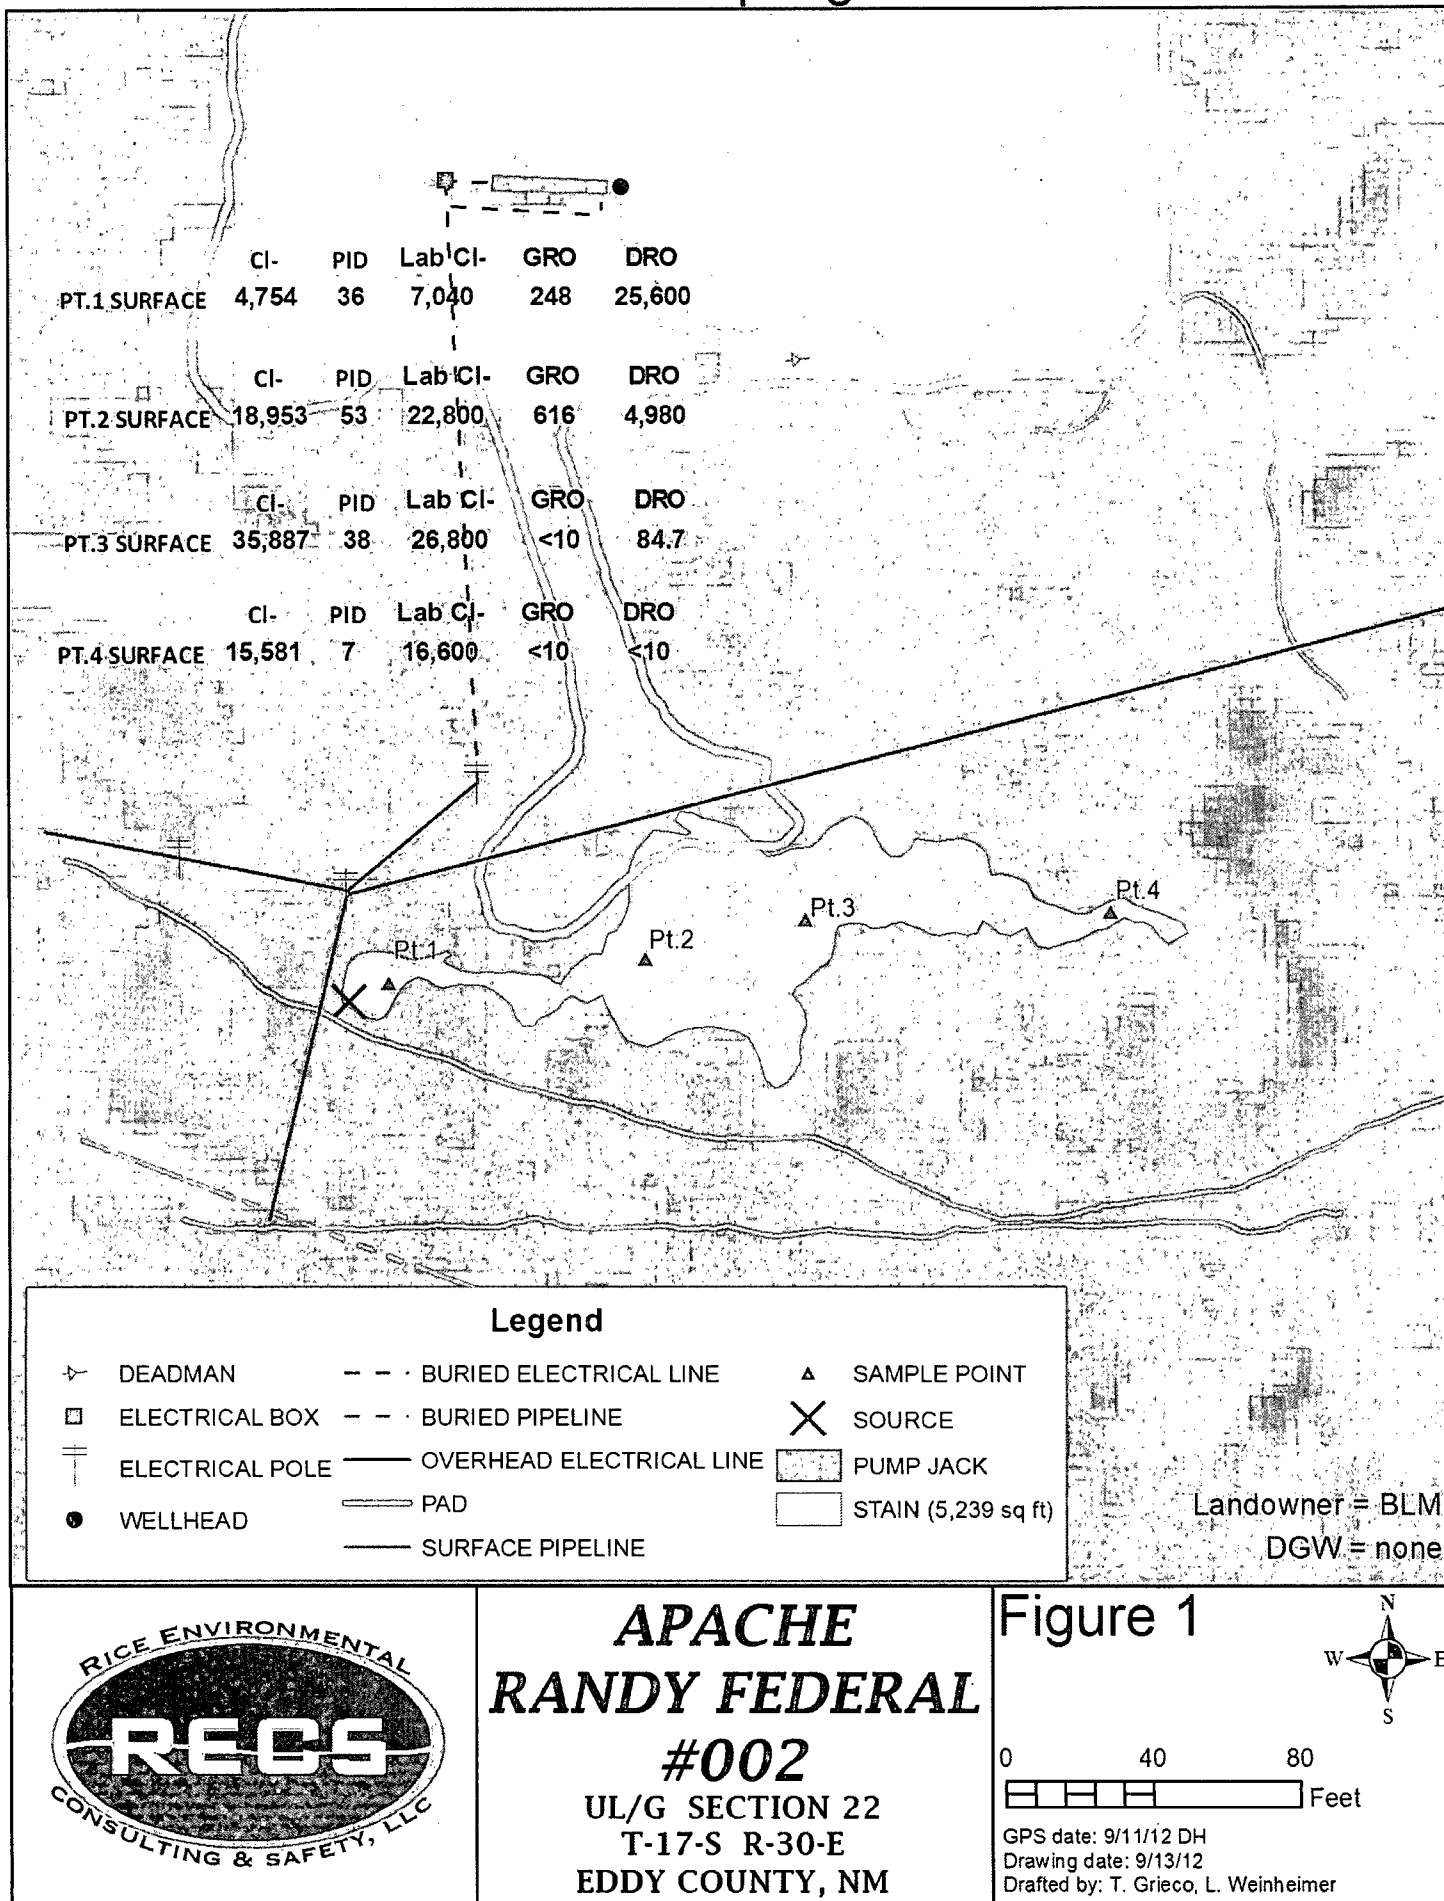 Cl- PID Lab Cl- GRO DRO
PT.1 SURFACE 4,754 36 7,040 248 25,600
Cl- PID Lab Cl- GRO DRO
PT.2 SURFACE 18,953 53 22,800 616 4,980
Cl- PID Lab Cl- GRO DRO
PT.3 SURFACE 35,887 38 26,800 <10 84.7
Cl- PID Lab Cl- GRO DRO
PT.4 SURFACE 15,581 7 16,600 <10 <10
Pt.4
Pt.3
Pt.2
Pt.1
Legend
DEADMAN
ELECTRICAL BOX
ELECTRICAL POLE
WELLHEAD
BURIED ELECTRICAL LINE
BURIED PIPELINE
OVERHEAD ELECTRICAL LINE
PAD
SURFACE PIPELINE
SAMPLE POINT
SOURCE
PUMP JACK
STAIN (5,239 sq ft)
Landowner = BLM
DGW = none
RICE ENVIRONMENTAL
RECS
CONSULTING & SAFETY, LLC
APACHE
RANDY FEDERAL
#002
UL/G SECTION 22
T-17-S R-30-E
EDDY COUNTY, NM
Figure 1
N
W E
S
0 40 80
Feet
GPS date: 9/11/12 DH
Drawing date: 9/13/12
Drafted by: T. Grieco, L. Weinheimer